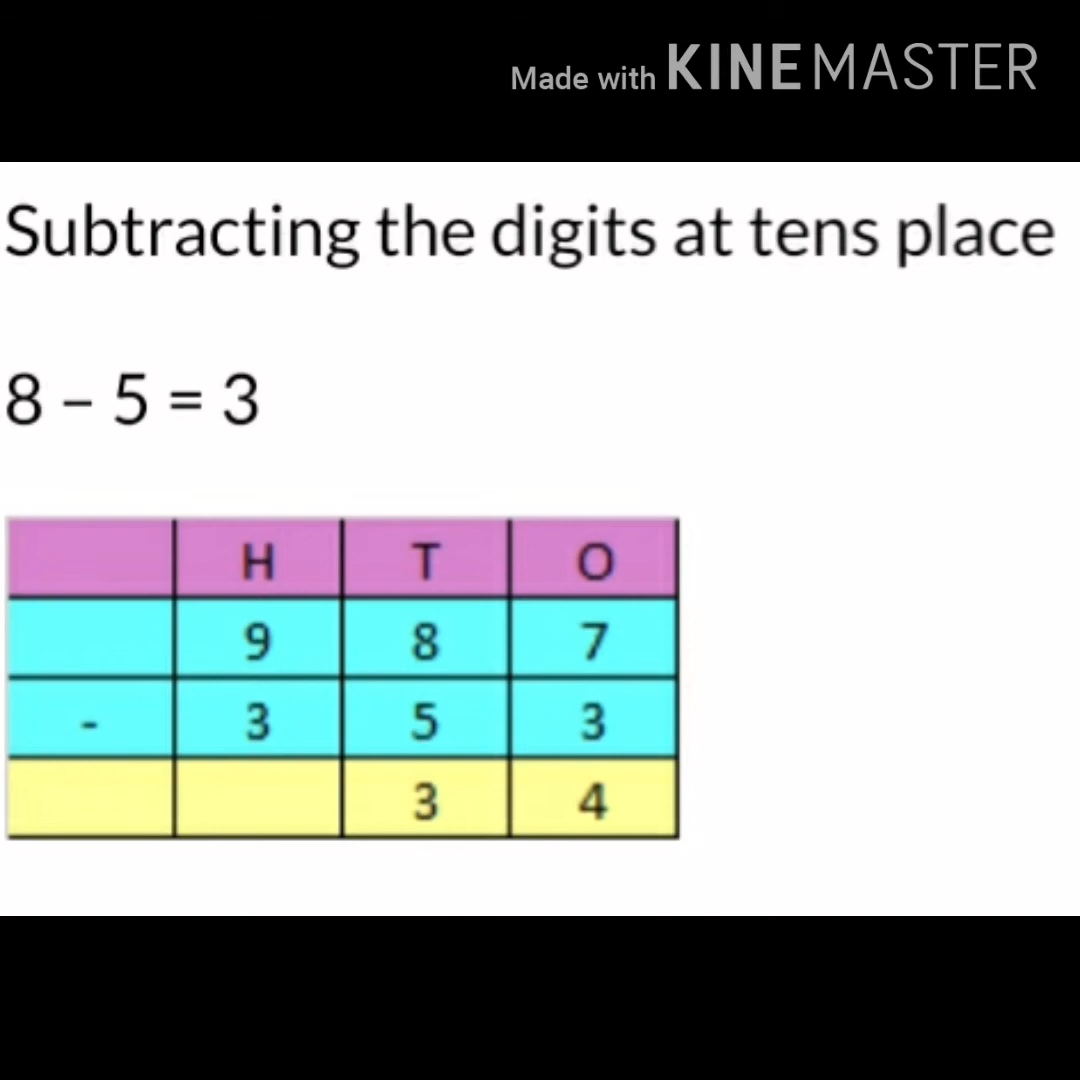 Made with KINEMASTER
Subtracting the digits at tens place
8 – 5 = 3
H T O
9 8 7
- 3 5 3
3 4